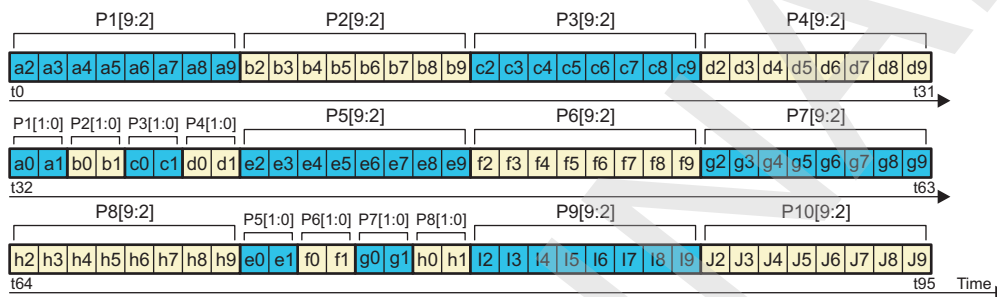 P1[9:2] P2[9:2] P3[9:2] P4[9:2]
a2 a3 a4 a5 a6 a7 a8 a9 b2 b3 b4 b5 b6 b7 b8 b9 c2 c3 c4 c5 c6 c7 c8 c9 d2 d3 d4 d5 d6 d7 d8 d9
t0 t31
P1[1:0] P2[1:0] P3[1:0] P4[1:0] P5[9:2] P6[9:2] P7[9:2]
a0 a1 b0 b1 c0 c1 d0 d1 e2 e3 e4 e5 e6 e7 e8 e9 f2 f3 f4 f5 f6 f7 f8 f9 g2 g3 g4 g5 g6 g7 g8 g9
t32 t63
P8[9:2] P5[1:0] P6[1:0] P7[1:0] P8[1:0] P9[9:2] P10[9:2]
h2 h3 h4 h5 h6 h7 h8 h9 e0 e1 f0 f1 g0 g1 h0 h1 I2 I3 I4 I5 I6 I7 I8 I9 J2 J3 J4 J5 J6 J7 J8 J9
t64 t95 Time